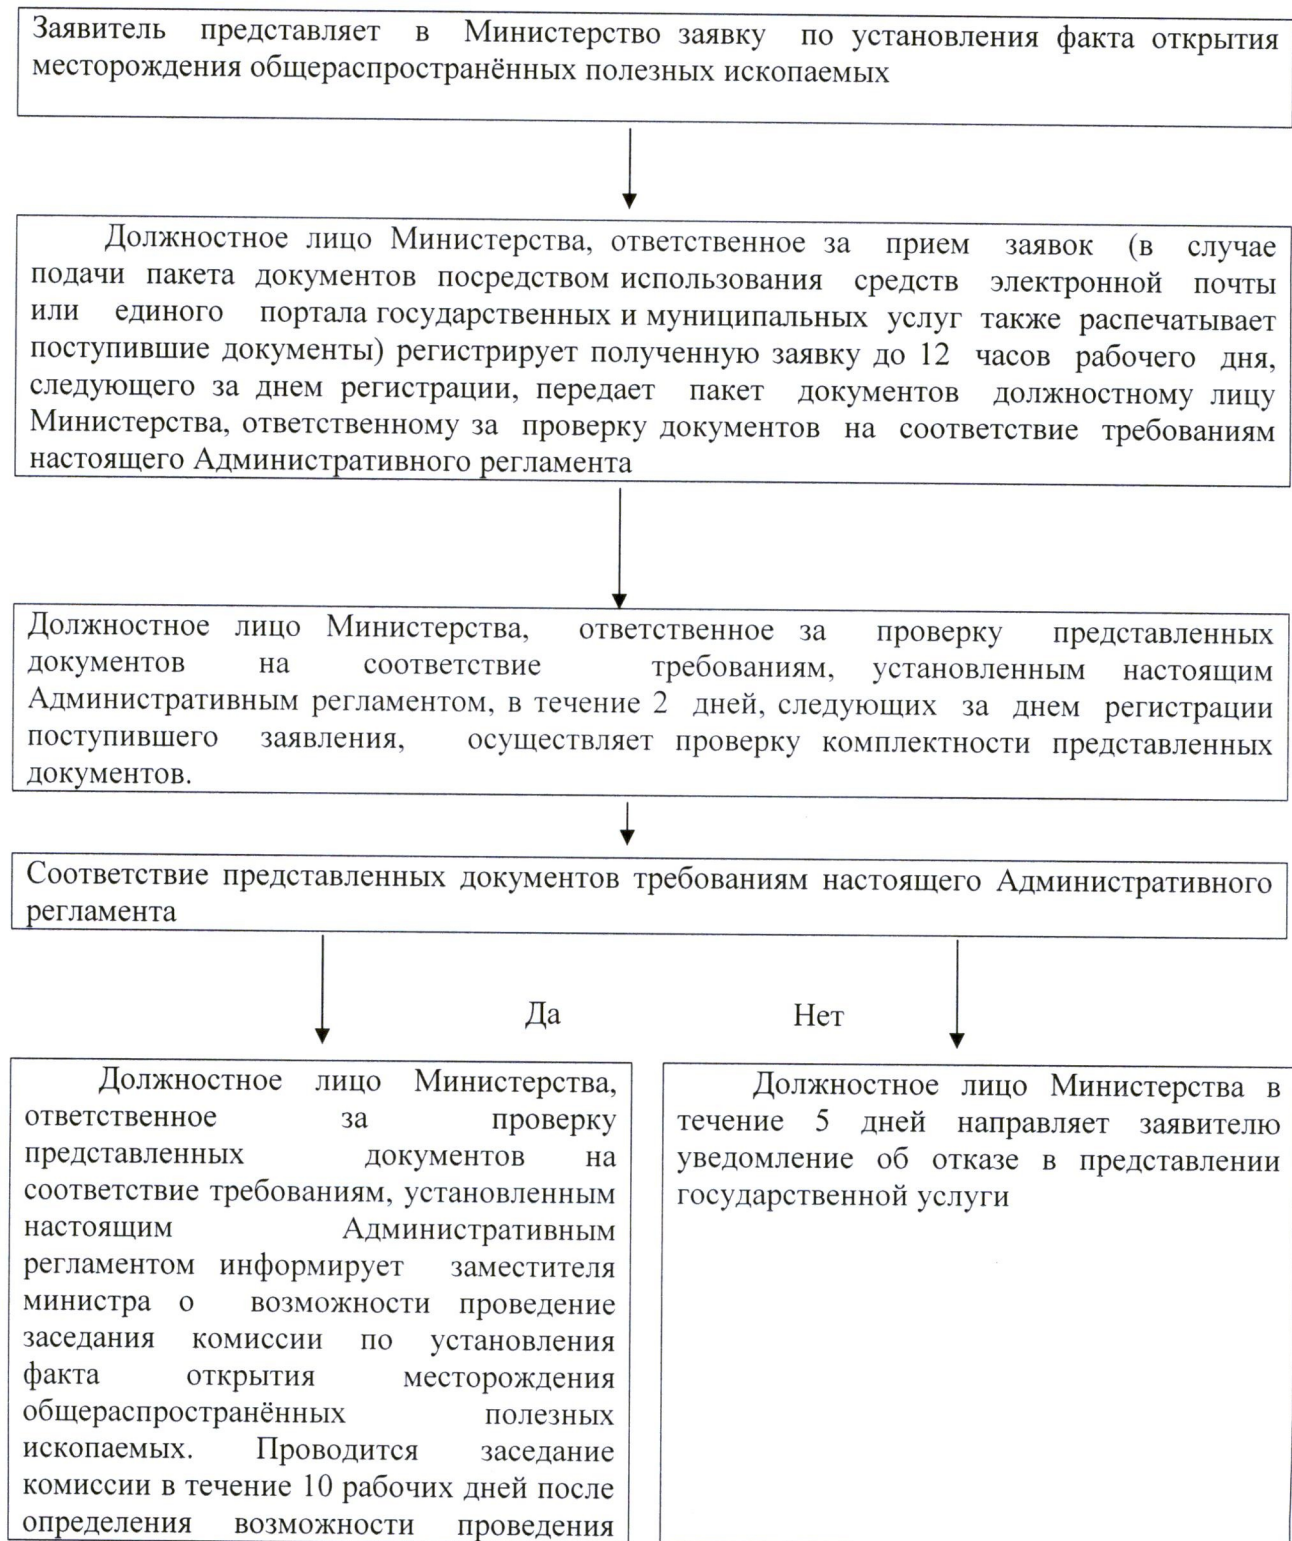 Заявитель представляет в Министерство заявку по установления факта открытия
месторождения общераспространённых полезных ископаемых
Должностное лицо Министерства, ответственное за прием заявок (в случае
подачи пакета документов посредством использования средств электронной почты
или единого портала государственных и муниципальных услуг также распечатывает
поступившие документы) регистрирует полученную заявку до 12 часов рабочего дня,
следующего за днем регистрации, передает пакет документов должностному лицу
Министерства, ответственному за проверку документов на соответствие требованиям
настоящего Административного регламента
Должностное лицо Министерства, ответственное за проверку представленных
документов на соответствие требованиям, установленным настоящим
Административным регламентом, в течение 2 дней, следующих за днем регистрации
поступившего заявления, осуществляет проверку комплектности представленных
документов.
Соответствие представленных документов требованиям настоящего Административного
регламента
Да
Нет
Должностное лицо Министерства,
ответственное за проверку
представленных документов на
соответствие требованиям, установленным
настоящим Административным
регламентом информирует заместителя
министра о возможности проведение
заседания комиссии по установления
факта открытия месторождения
общераспространённых полезных
ископаемых. Проводится заседание
комиссии в течение 10 рабочих дней после
определения возможности проведения
Должностное лицо Министерства в
течение 5 дней направляет заявителю
уведомление об отказе в представлении
государственной услуги